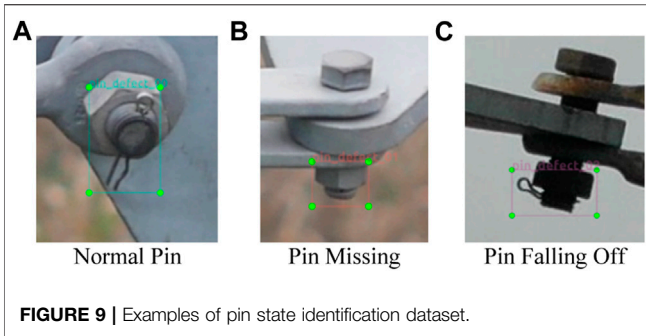 A
B
C
Normal Pin
Pin Missing
Pin Falling Off
FIGURE 9 | Examples of pin state identification dataset.